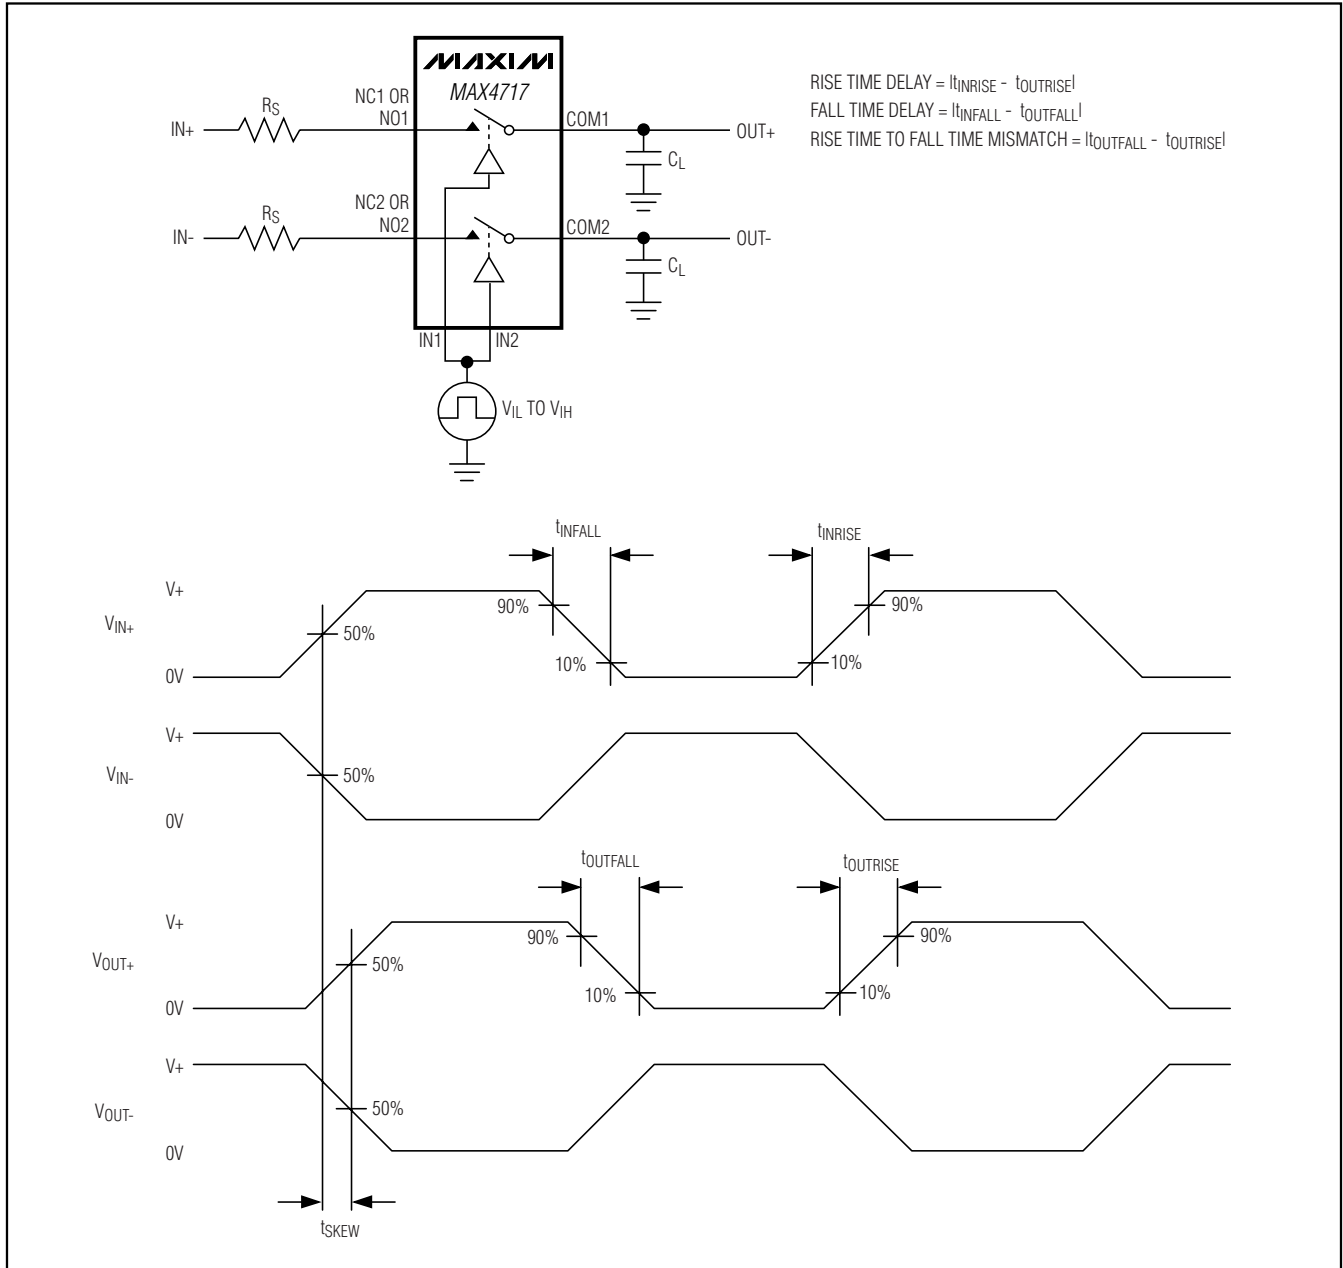 MAXIM
MAX4717
NC1 OR
NO1
RS
IN+
COM1
OUT+
CL
NC2 OR
NO2
RS
IN-
COM2
OUT-
CL
IN1
IN2
VIL TO VIH
RISE TIME DELAY = |tINRISE - tOUTRISE|
FALL TIME DELAY = |tINFALL - tOUTFALL|
RISE TIME TO FALL TIME MISMATCH = |tOUTFALL - tOUTRISE|
tINFALL
tINRISE
V+
VIN+
0V
50%
90%
10%
10%
90%
V+
VIN-
0V
50%
tOUTFALL
tOUTRISE
V+
VOUT+
0V
50%
90%
10%
10%
90%
V+
VOUT-
0V
50%
tSKEW